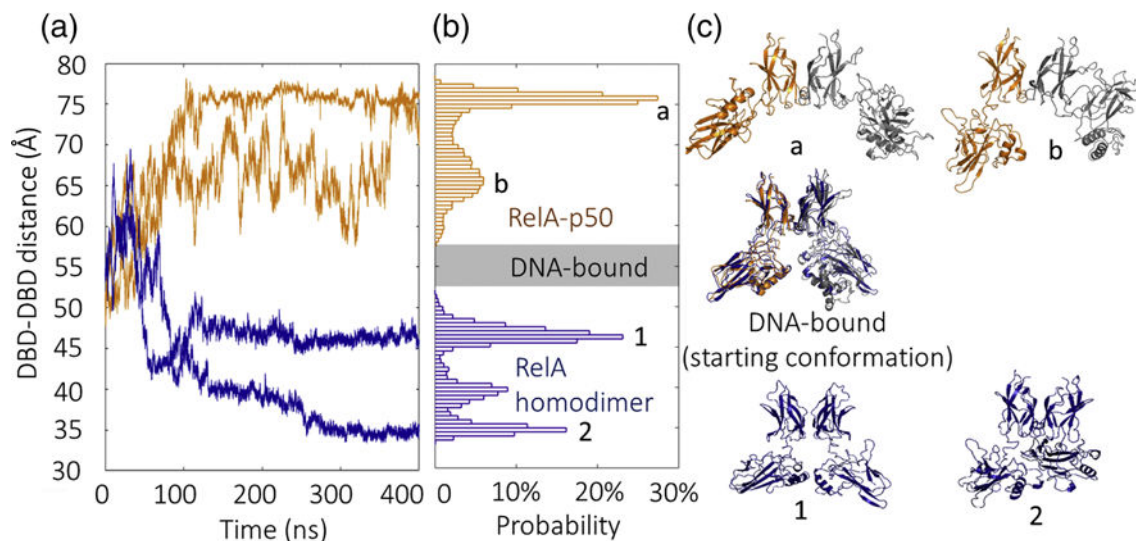 (a)
DBD-DBD distance (Å)
80
75
70
65
60
55
50
45
40
35
30
0
100
200
300
400
Time (ns)
(b)
a
b
RelA-p50
DNA-bound
1
RelA
homodimer
2
0
10%
20%
30%
Probability
(c)
a
b
DNA-bound
(starting conformation)
1
2